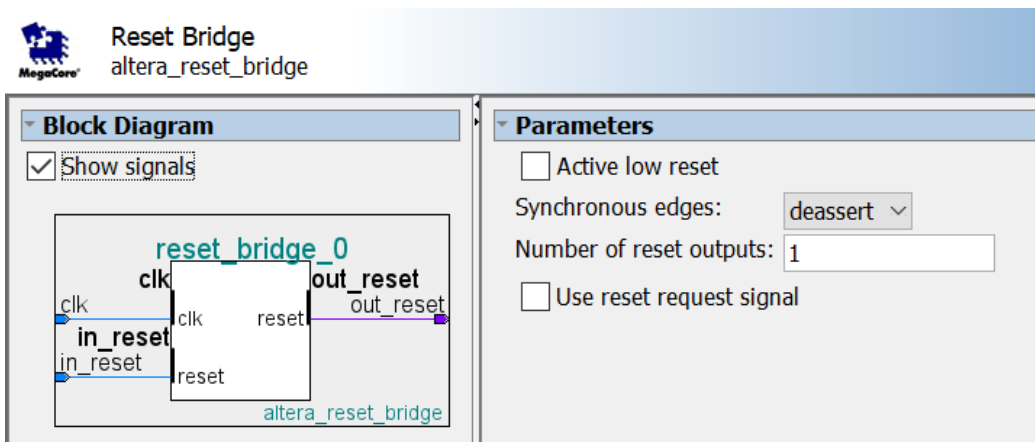 Reset Bridge
MegaCore®
altera_reset_bridge
Block Diagram
Show signals
reset_bridge_0
clk
out_reset
clk
out_reset
clk
reset
in_reset
in_reset
reset
altera_reset_bridge
Parameters
Active low reset
Synchronous edges: deassert
Number of reset outputs: 1
Use reset request signal